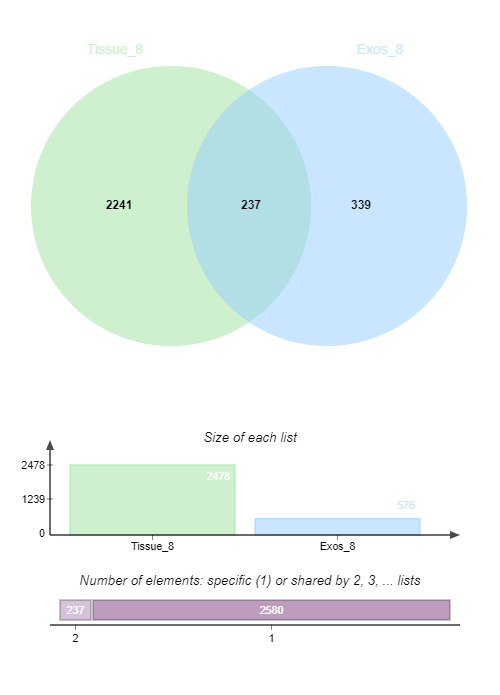 Tissue_8 Exos_8
2241 237 339
Size of each list
2478
1239
0
2478
576
Tissue_8 Exos_8
Number of elements: specific (1) or shared by 2, 3, ... lists
237 2580
2 1